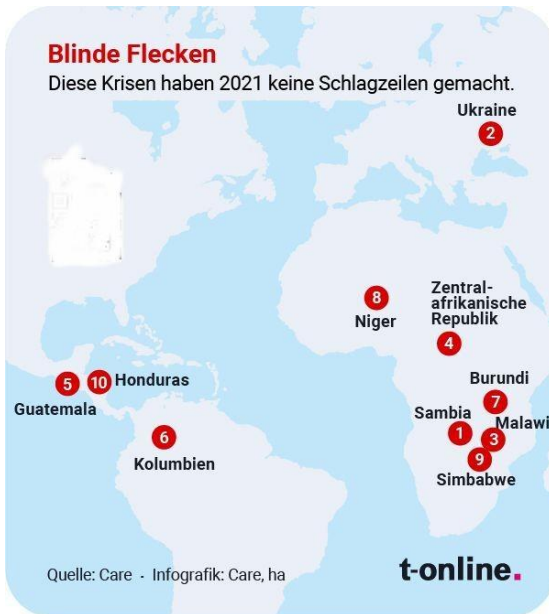 Blinde Flecken
Diese Krisen haben 2021 keine Schlagzeilen gemacht.
Ukraine
2
8
Niger
Zentral-
afrikanische
Republik
4
5
10 Honduras
Guatemala
6
Kolumbien
Burundi
7
Sambia
1
Malawi
3
9
Simbabwe
Quelle: Care - Infografik: Care, ha
t-online.